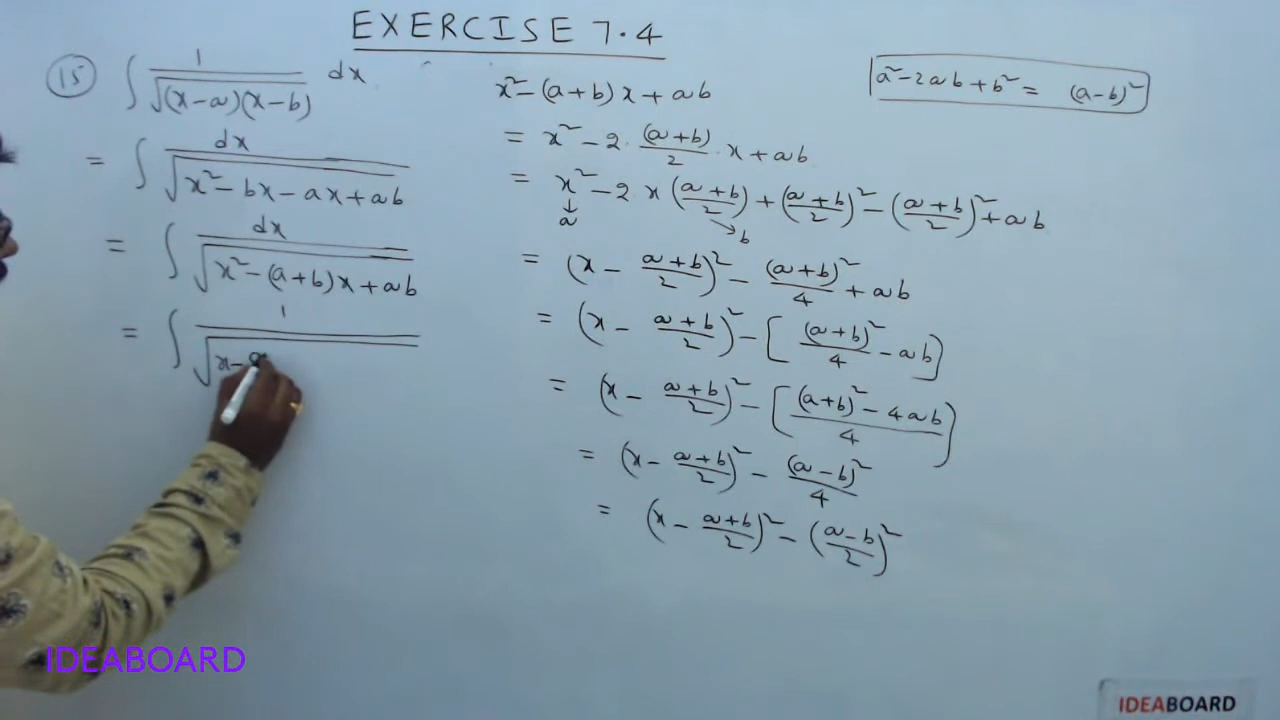 EXERCISE 7.4
(15) ∫ 1/√((x-a)(x-b)) dx
= ∫ dx/√(x²-bx-ax+ab)
= ∫ dx/√(x²-(a+b)x+ab)
= ∫ 1/√(x-a
x²-(a+b)x+ab
= x²-2·(a+b)/2·x+ab
= x²-2x((a+b)/2)+((a+b)/2)²-((a+b)/2)²+ab
↓
a
↘b
= (x-(a+b)/2)²-(a+b)²/4+ab
= (x-(a+b)/2)²-[(a+b)²/4-ab]
= (x-(a+b)/2)²-[((a+b)²-4ab)/4]
= (x-(a+b)/2)²-(a-b)²/4
= (x-(a+b)/2)²-((a-b)/2)²
a²-2ab+b²= (a-b)²
IDEABOARD
IDEABOARD